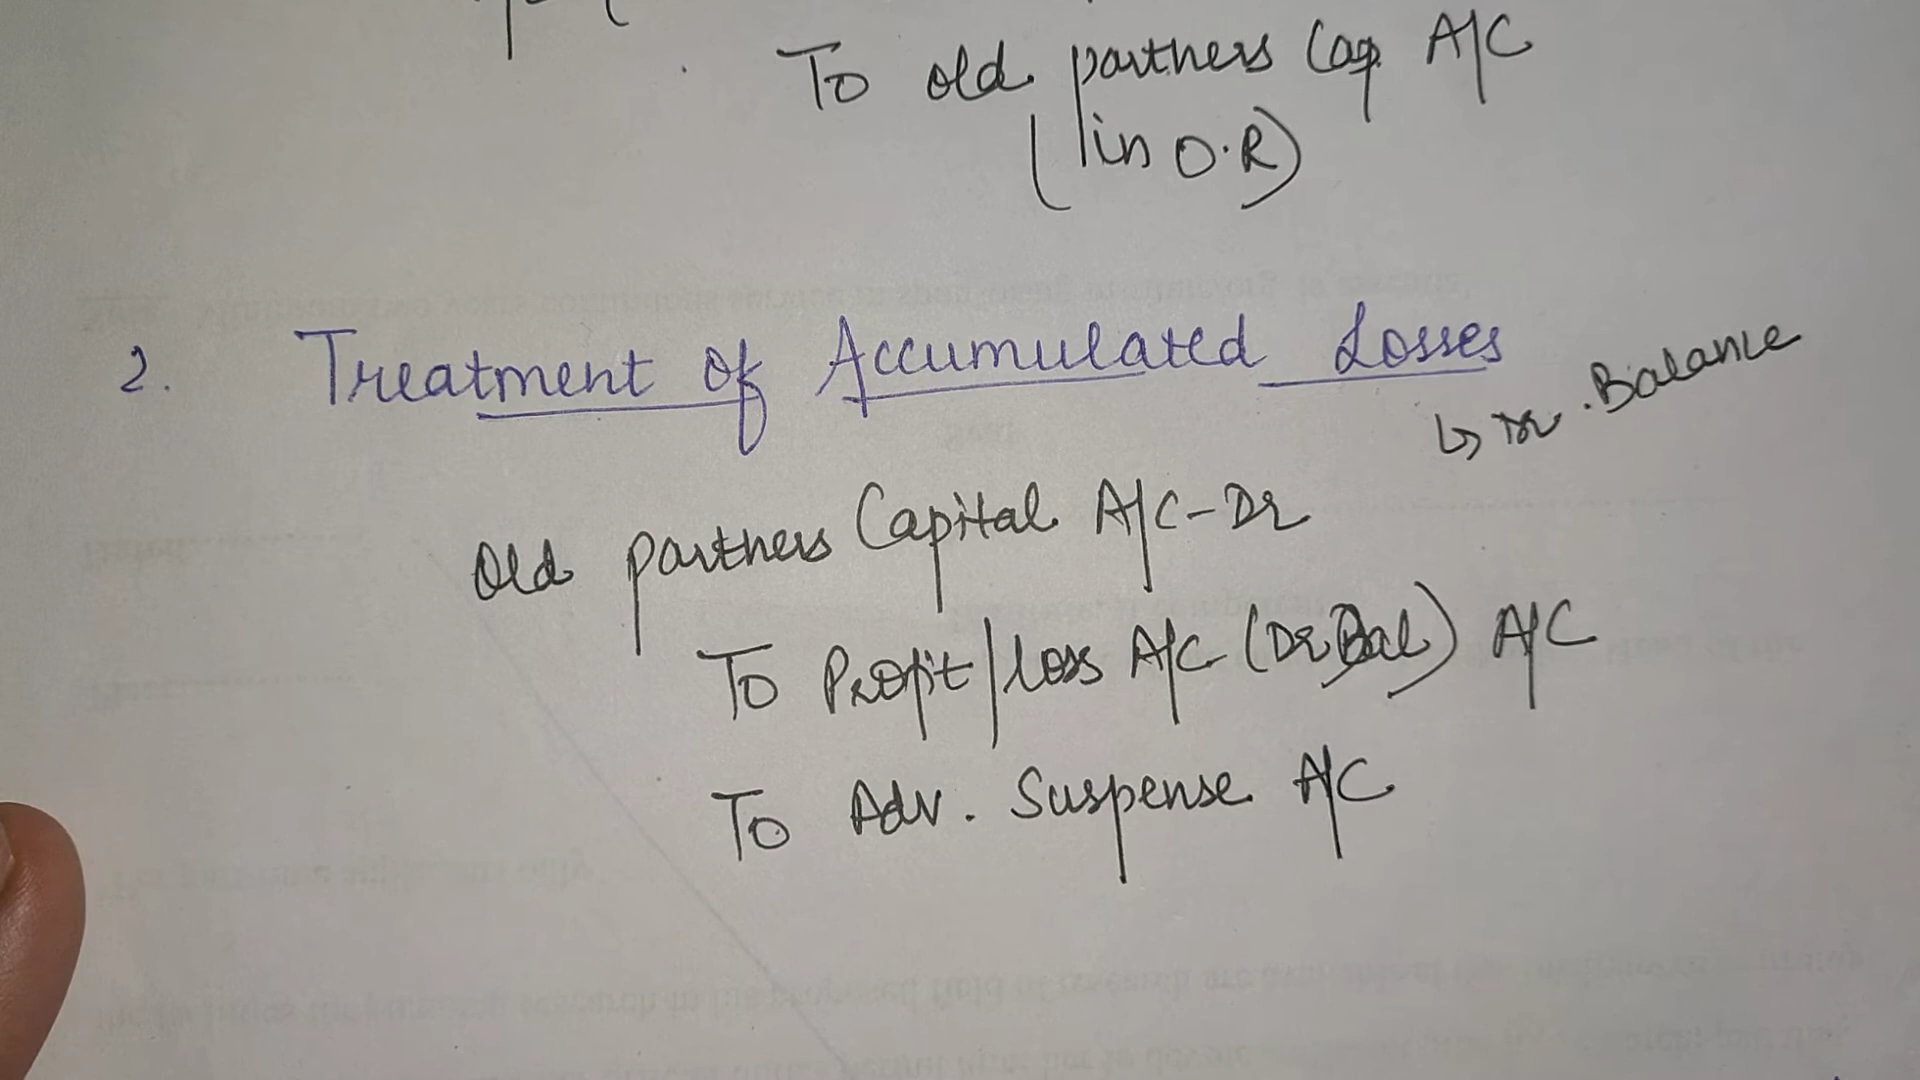 To old partners Cap A/C
(in O.R)
2. Treatment of Accumulated Losses
↳ Dr. Balance
Old partners Capital A/C - Dr
To Profit/loss A/C (Dr Bal) A/C
To Adv. Suspense A/C